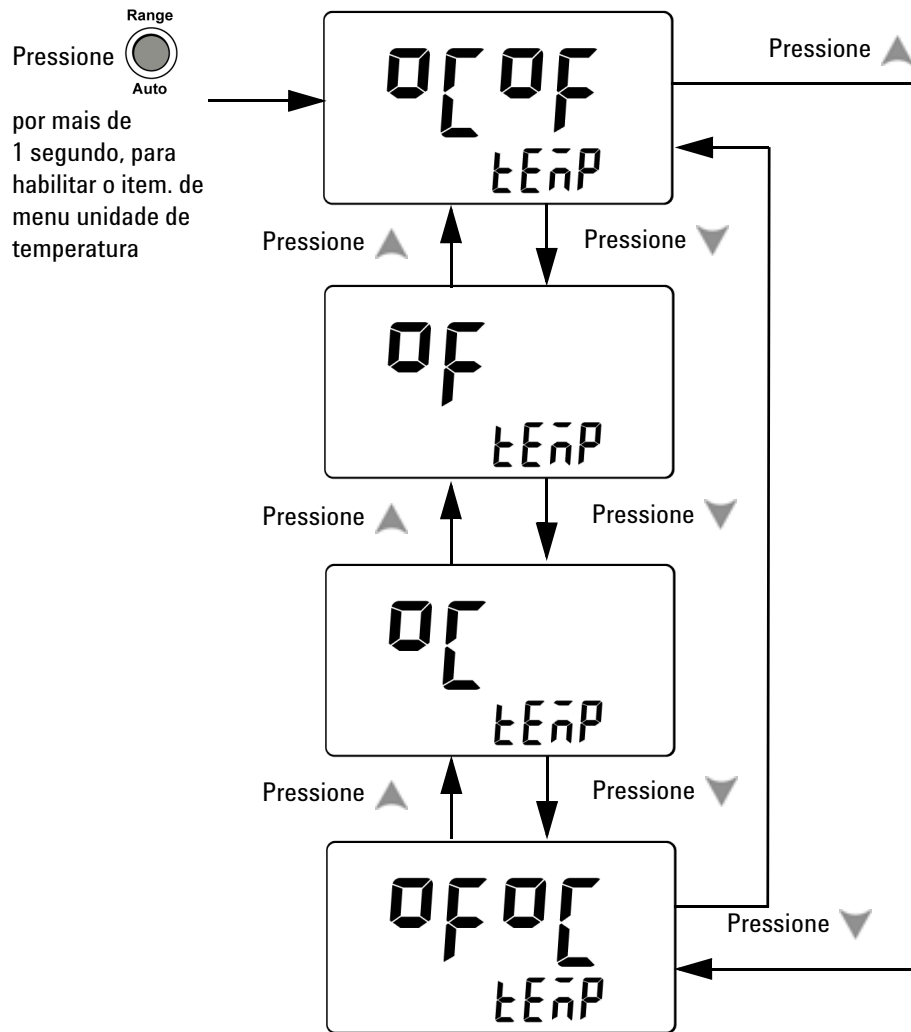 Range
Pressione
Auto
por mais de
1 segundo, para
habilitar o item. de
menu unidade de
temperatura
°C°F
tEmP
Pressione
Pressione
Pressione
°F
tEmP
Pressione
Pressione
°C
tEmP
Pressione
Pressione
°F°C
tEmP
Pressione